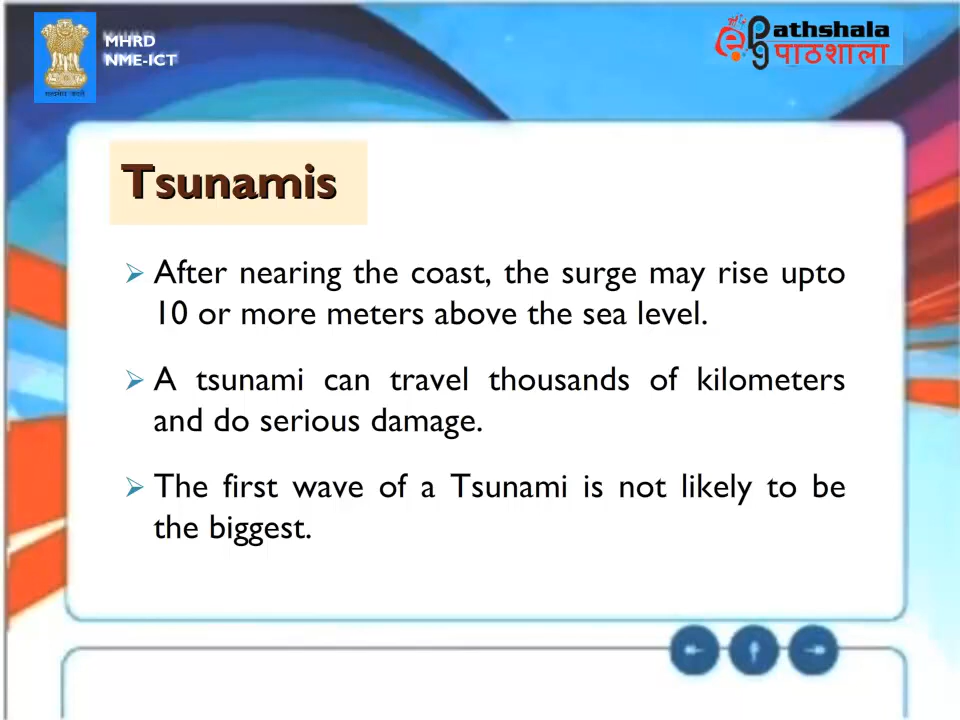 MHRD
NME-ICT
ePG athshala
पाठशाला
Tsunamis
After nearing the coast, the surge may rise upto
10 or more meters above the sea level.
A tsunami can travel thousands of kilometers
and do serious damage.
The first wave of a Tsunami is not likely to be
the biggest.